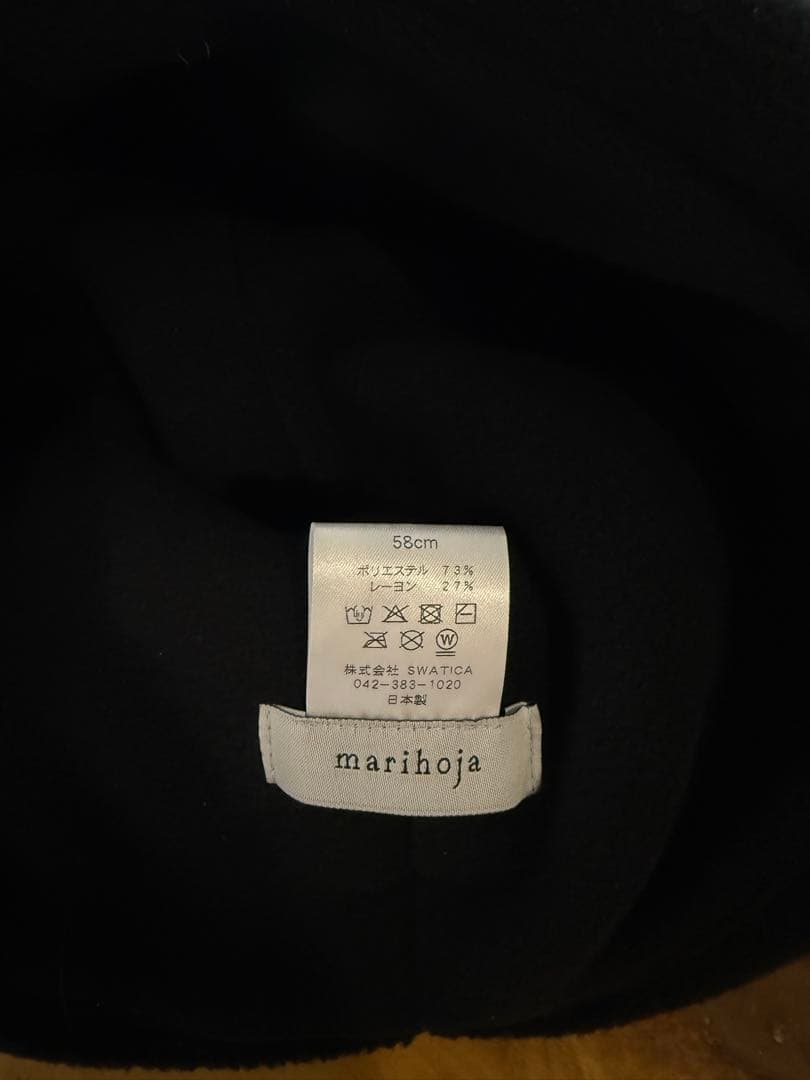 58cm
ポリエステル 73%
レーヨン 27%
W
株式会社 SWATICA
042-383-1020
日本製
marihoja